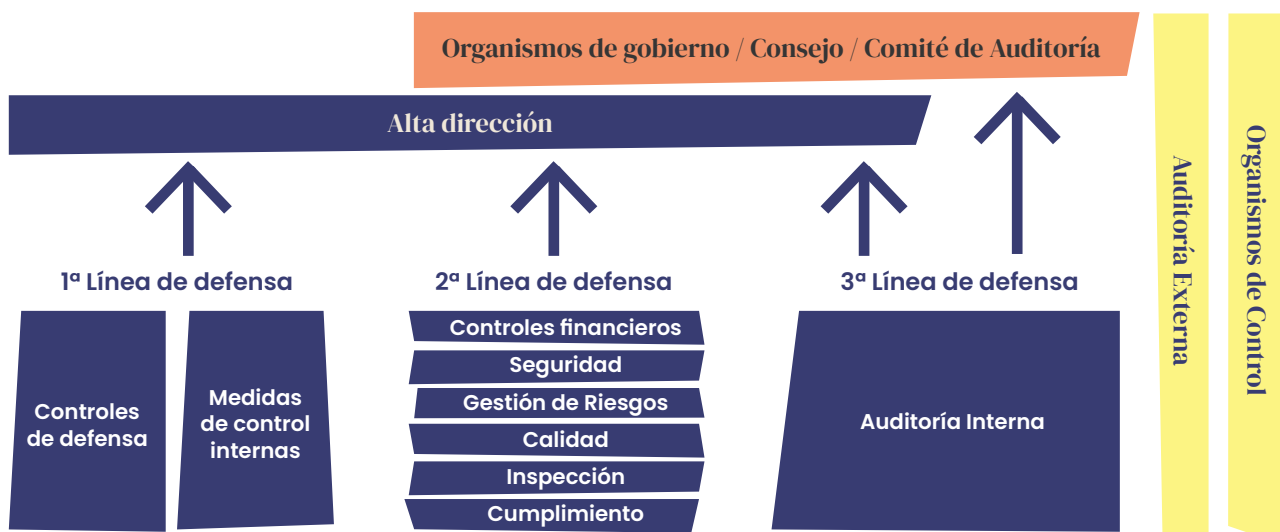 Organismos de gobierno / Consejo / Comité de Auditoría
Alta dirección
1ª Línea de defensa
Controles
de defensa
Medidas
de control
internas
2ª Línea de defensa
Controles financieros
Seguridad
Gestión de Riesgos
Calidad
Inspección
Cumplimiento
3ª Línea de defensa
Auditoría Interna
Auditoría Externa
Organismos de Control